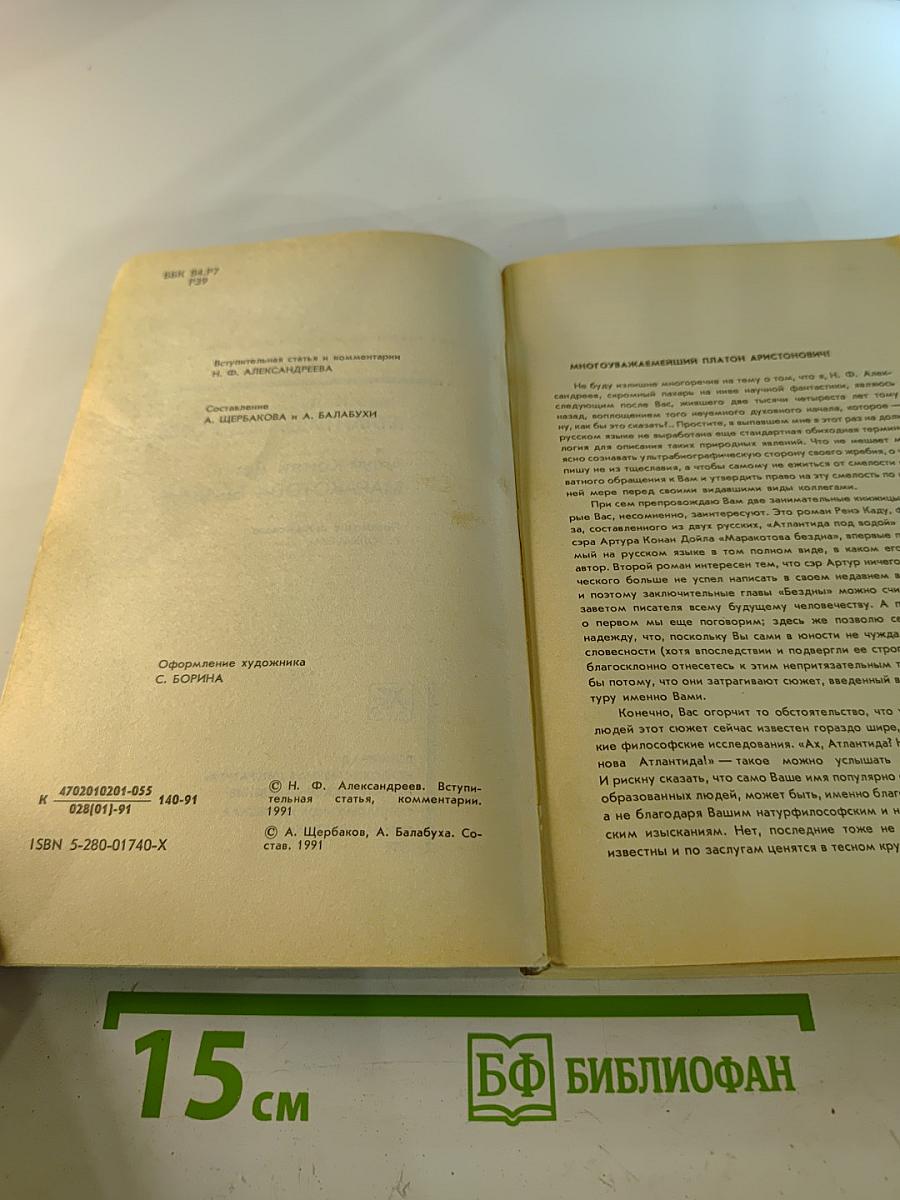 ББК 84.Р7
Р39
Вступительная статья и комментарии
Н. Ф. АЛЕКСАНДРЕЕВА
Составление
А. ЩЕРБАКОВА и А. БАЛАБУХИ
Оформление художника
С. БОРИНА
К 4702010201-055 140-91
028(01)-91
ISBN 5-280-01740-X
© Н. Ф. Александреев. Вступи-
тельная статья, комментарии.
1991
© А. Щербаков, А. Балабуха. Со-
став. 1991
МНОГОУВАЖАЕМЕЙШИЙ ПЛАТОН АРИСТОНОВИЧ!
Не буду излишне многоречив на тему о том, что я, Н. Ф. Алек-
сандреев, скромный пахарь на ниве научной фантастики, являюсь
следующим после Вас, жившего две тысячи четыреста лет тому
назад, воплощением того неуемного духовного начала, которое —
ну, как бы это сказать?.. Простите, в выпавшем мне в этот раз на
русском языке не выработана еще стандартная обиходная термин
логия для описания таких природных явлений. Что не мешает
ясно сознавать ультрабиографическую сторону своего жребия, о
пишу не из тщеславия, а чтобы самому не ежиться от смелости
ватного обращения к Вам и утвердить право на эту смелость по
ней мере перед своими видавшими виды коллегами.
При сем препровождаю Вам две занимательные книжицы,
рые Вас, несомненно, заинтересуют. Это роман Ренэ Каду, ф
за, составленного из двух русских, «Атлантида под водой»
сэра Артура Конан Дойла «Маракотова бездна», впервые п
мый на русском языке в том полном виде, в каком его
автор. Второй роман интересен тем, что сэр Артур ничего
ческого больше не успел написать в своем недавнем в
и поэтому заключительные главы «Бездны» можно счи
заветом писателя всему будущему человечеству. А п
о первом мы еще поговорим; здесь же позволю се
надежду, что, поскольку Вы сами в юности не чужда
словесности (хотя впоследствии и подвергли ее строг
благосклонно отнесетесь к этим непритязательным т
бы потому, что они затрагивают сюжет, введенный в
туру именно Вами.
Конечно, Вас огорчит то обстоятельство, что
людей этот сюжет сейчас известен гораздо шире,
кие философские исследования. «Ах, Атлантида?
нова Атлантида!» — такое можно услышать
И рискну сказать, что само Ваше имя популярно
образованных людей, может быть, именно благо
а не благодаря Вашим натурфилософским и н
ским изысканиям. Нет, последние тоже не
известны и по заслугам ценятся в тесном кру
15 см
БФ БИБЛИОФАН